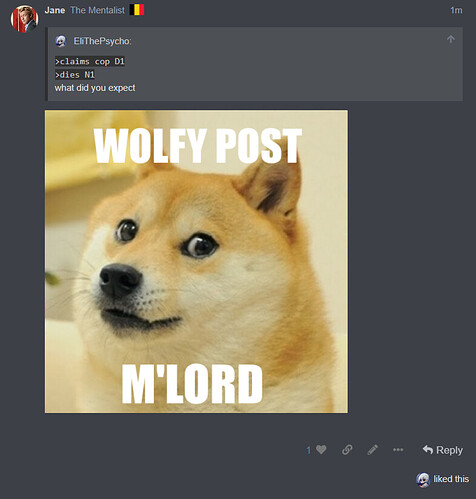 Jane The Mentalist 1m
EliThePsycho:
>claims cop D1
>dies N1
what did you expect
WOLFY POST
M'LORD
1
Reply
liked this